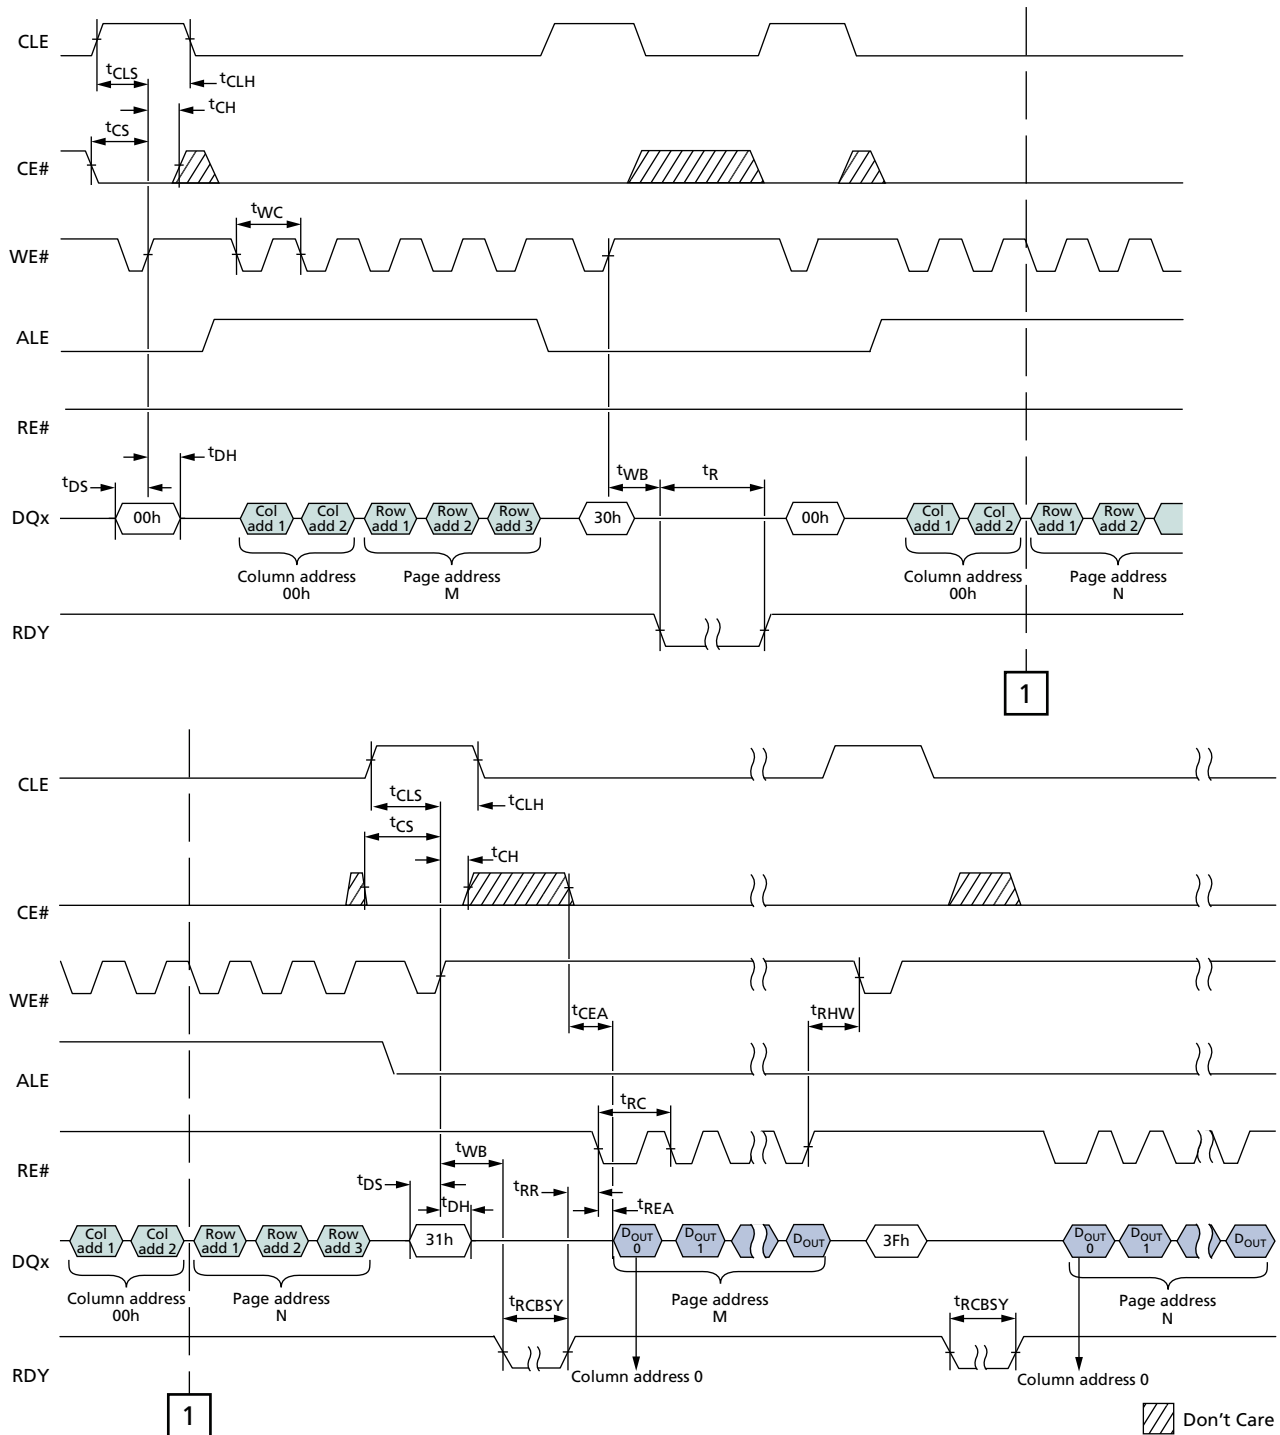 CLE
tCLS
tCLH
tCH
tCS
CE#
tWC
WE#
ALE
RE#
tDH
tDS
tWB
tR
DQx
00h
Col add 1
Col add 2
Row add 1
Row add 2
Row add 3
30h
00h
Col add 1
Col add 2
Row add 1
Row add 2
Column address
00h
Page address
M
Column address
00h
Page address
N
RDY
1
CLE
tCLS
tCLH
tCS
tCH
CE#
WE#
tCEA
tRHW
ALE
tRC
RE#
tWB
tDS
tRR
tDH
tREA
DQx
Col add 1
Col add 2
Row add 1
Row add 2
Row add 3
31h
DOUT 0
DOUT 1
DOUT
3Fh
DOUT 0
DOUT 1
DOUT
Column address
00h
Page address
N
tRCBSY
Page address
M
tRCBSY
Page address
N
RDY
Column address 0
Column address 0
1
Don't Care